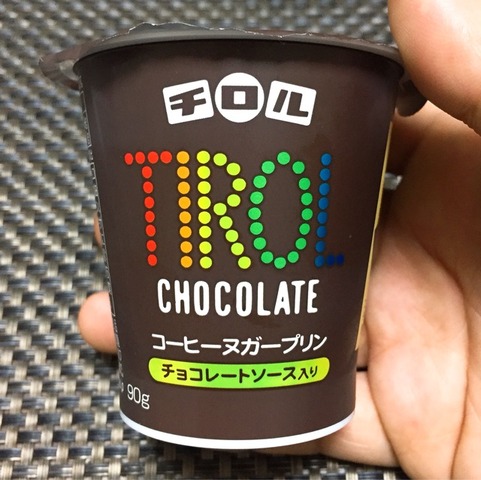 チロル
TIROL
CHOCOLATE
コーヒーヌガープリン
チョコレートソース入り
90g